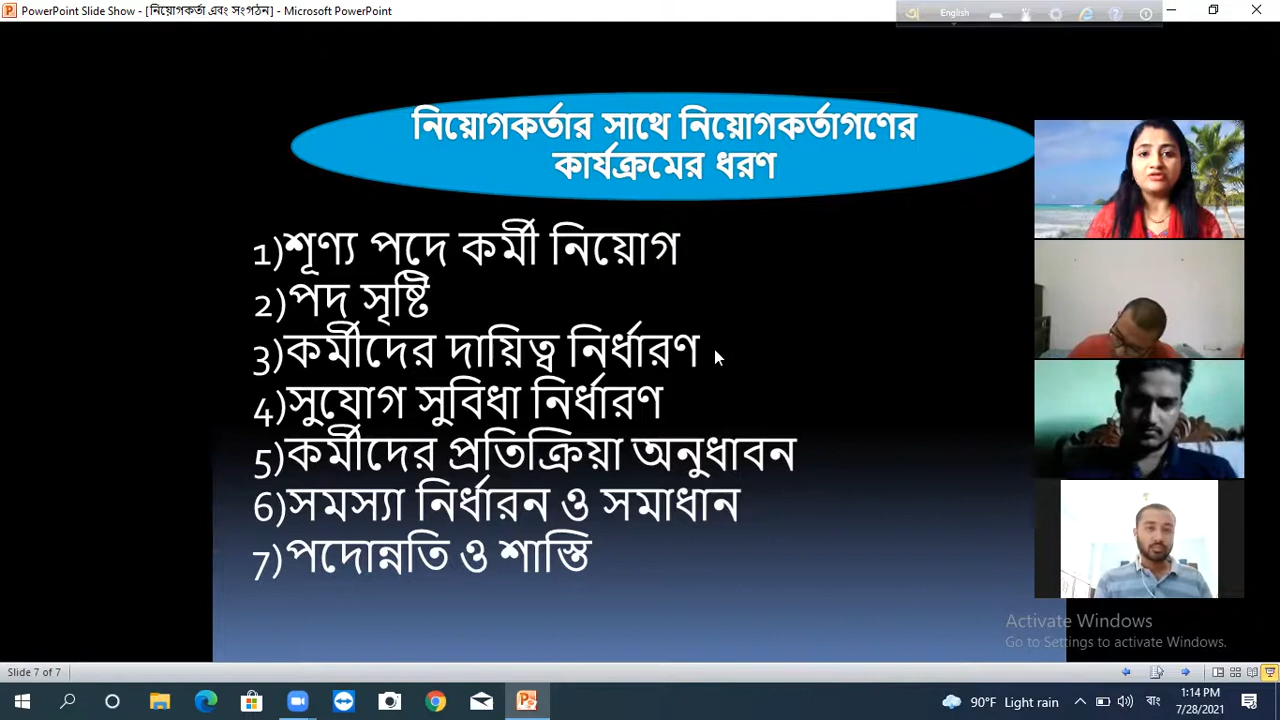 PowerPoint Slide Show - [নিয়োগকর্তা এবং সংগঠন] - Microsoft PowerPoint
English
নিয়োগকর্তার সাথে নিয়োগকর্তাগণের
কার্যক্রমের ধরণ
1)শূণ্য পদে কর্মী নিয়োগ
2)পদ সৃষ্টি
3)কর্মীদের দায়িত্ব নির্ধারণ
4)সুযোগ সুবিধা নির্ধারণ
5)কর্মীদের প্রতিক্রিয়া অনুধাবন
6)সমস্যা নির্ধারন ও সমাধান
7)পদোন্নতি ও শাস্তি
Activate Windows
Go to Settings to activate Windows.
Slide 7 of 7
90°F Light rain
বাং
1:14 PM
7/28/2021